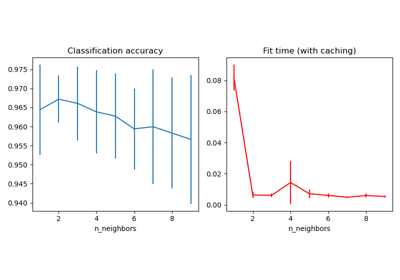 Classification accuracy
0.975
0.970
0.965
0.960
0.955
0.950
0.945
0.940
2 4 6 8
n_neighbors
Fit time (with caching)
0.08
0.06
0.04
0.02
0.00
2 4 6 8
n_neighbors